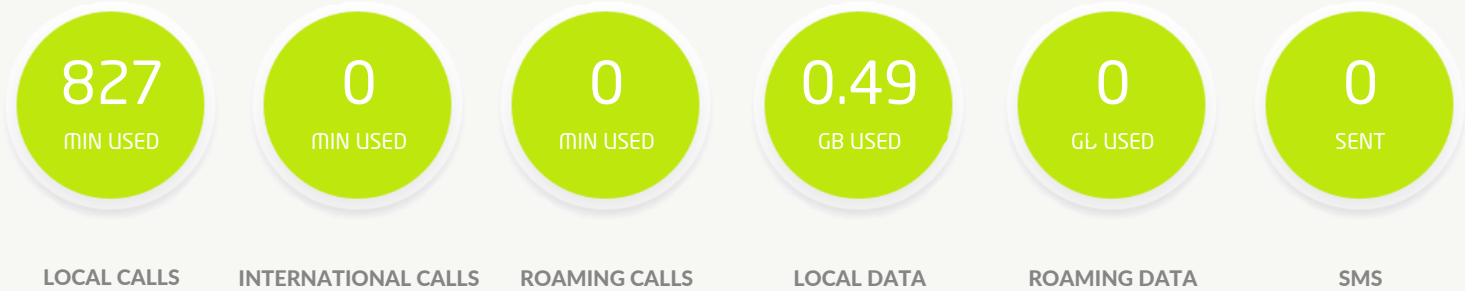 827 0 0 0.49 0 0
MIN USED MIN USED MIN USED GB USED USED SENT
LOCAL CALLS INTERNATIONAL CALLS ROAMING CALLS LOCAL DATA ROAMING DATA SMS